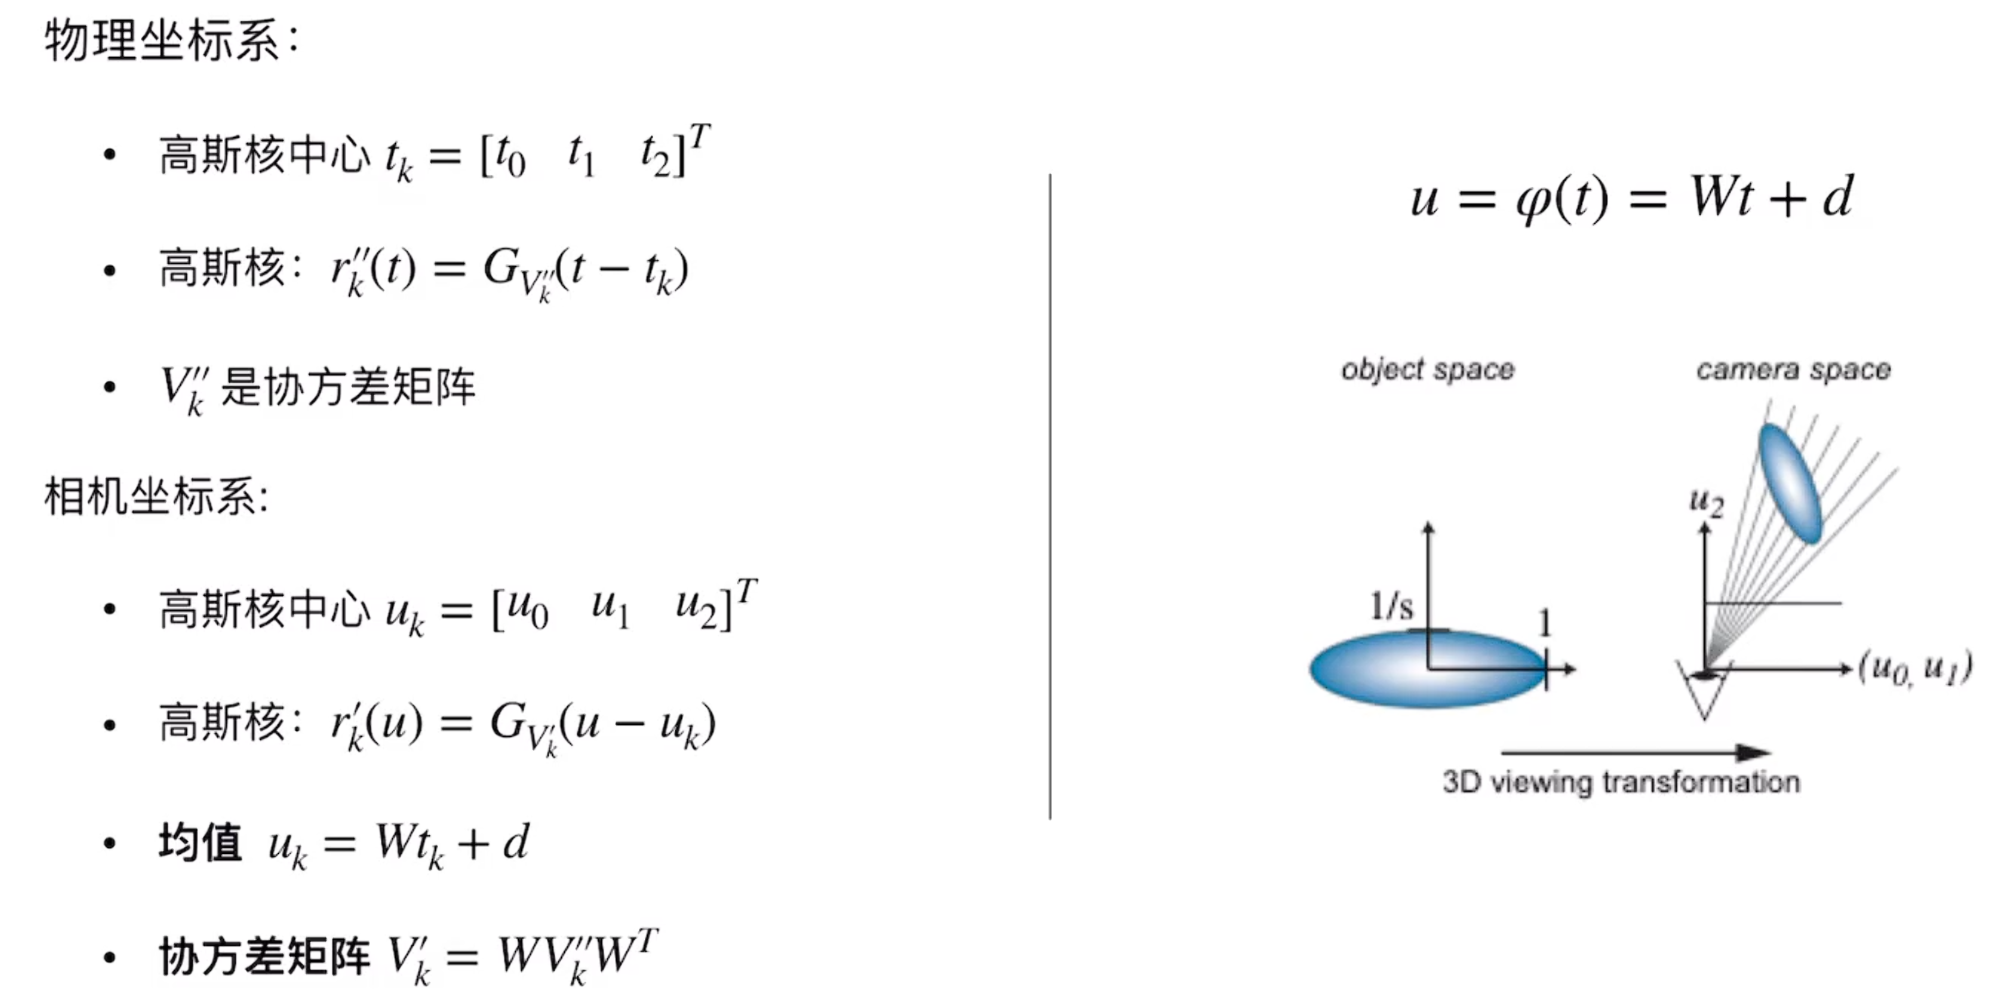 物理坐标系：
• 高斯核中心 $t_k = [t_0 \quad t_1 \quad t_2]^T$
• 高斯核：$r_k''(t) = G_{V_k''}(t - t_k)$
• $V_k''$ 是协方差矩阵
相机坐标系:
• 高斯核中心 $u_k = [u_0 \quad u_1 \quad u_2]^T$
• 高斯核：$r_k'(u) = G_{V_k'}(u - u_k)$
• 均值 $u_k = Wt_k + d$
• 协方差矩阵 $V_k' = WV_k''W^T$
$u = \varphi(t) = Wt + d$
object space
camera space
$u_2$
1/s
1
$(u_0, u_1)$
3D viewing transformation